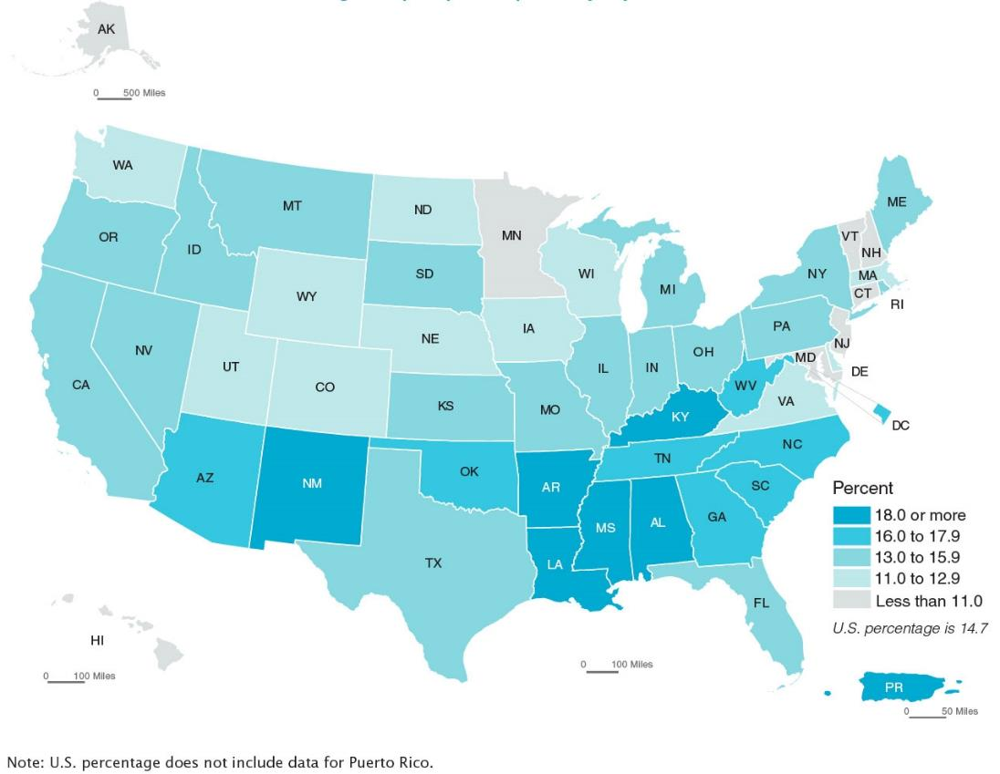 AK
0 500 Miles
WA
MT
ND
MN
ME
VT
NH
OR
ID
SD
WI
MI
NY
MA
CT
RI
WY
IA
NE
PA
NJ
NV
UT
CO
IL
IN
OH
MD
DE
CA
KS
MO
WV
VA
DC
KY
AZ
NM
OK
AR
TN
NC
SC
MS
AL
GA
TX
LA
FL
HI
0 100 Miles
0 100 Miles
Percent
18.0 or more
16.0 to 17.9
13.0 to 15.9
11.0 to 12.9
Less than 11.0
U.S. percentage is 14.7
PR
0 50 Miles
Note: U.S. percentage does not include data for Puerto Rico.